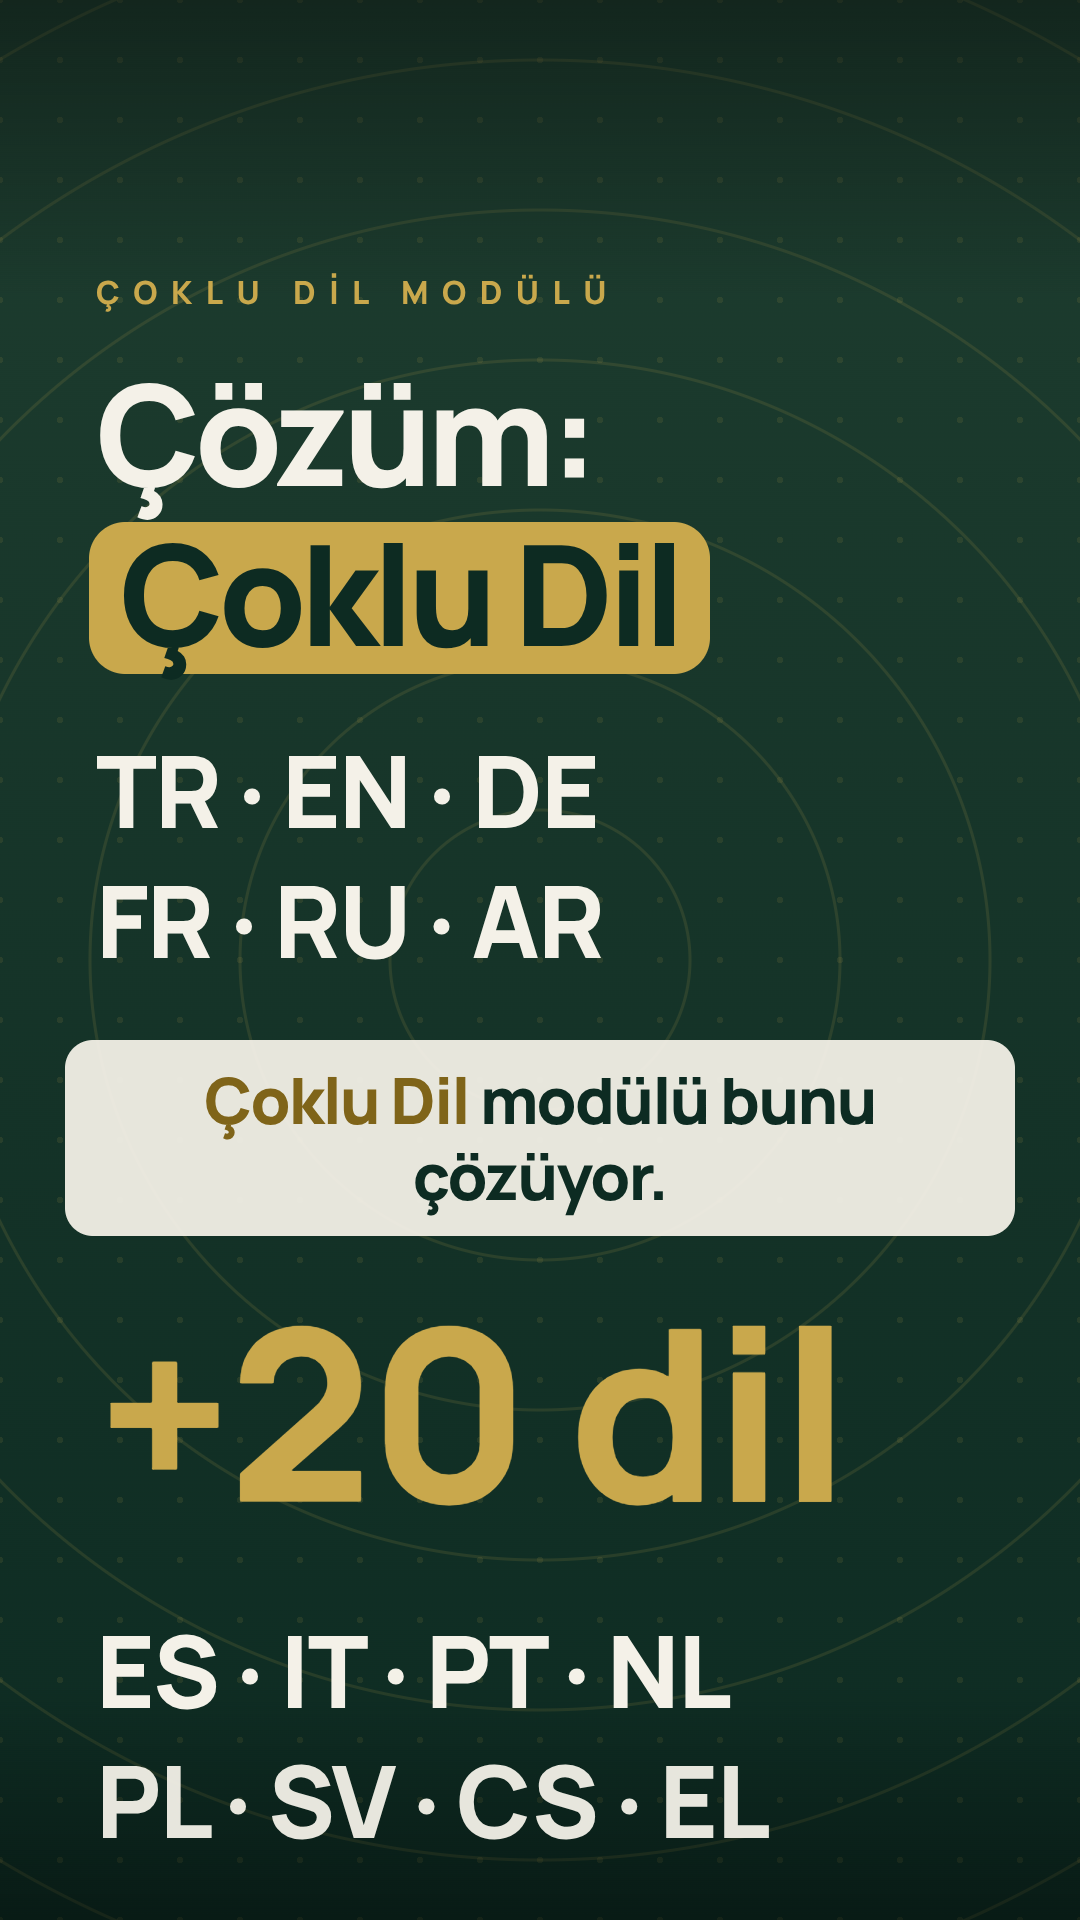 ÇOKLU DİL MODÜLÜ
Çözüm:
Çoklu Dil
TR · EN · DE
FR · RU · AR
Çoklu Dil modülü bunu
çözüyor.
+20 dil
ES · IT · PT · NL
PL · SV · CS · EL